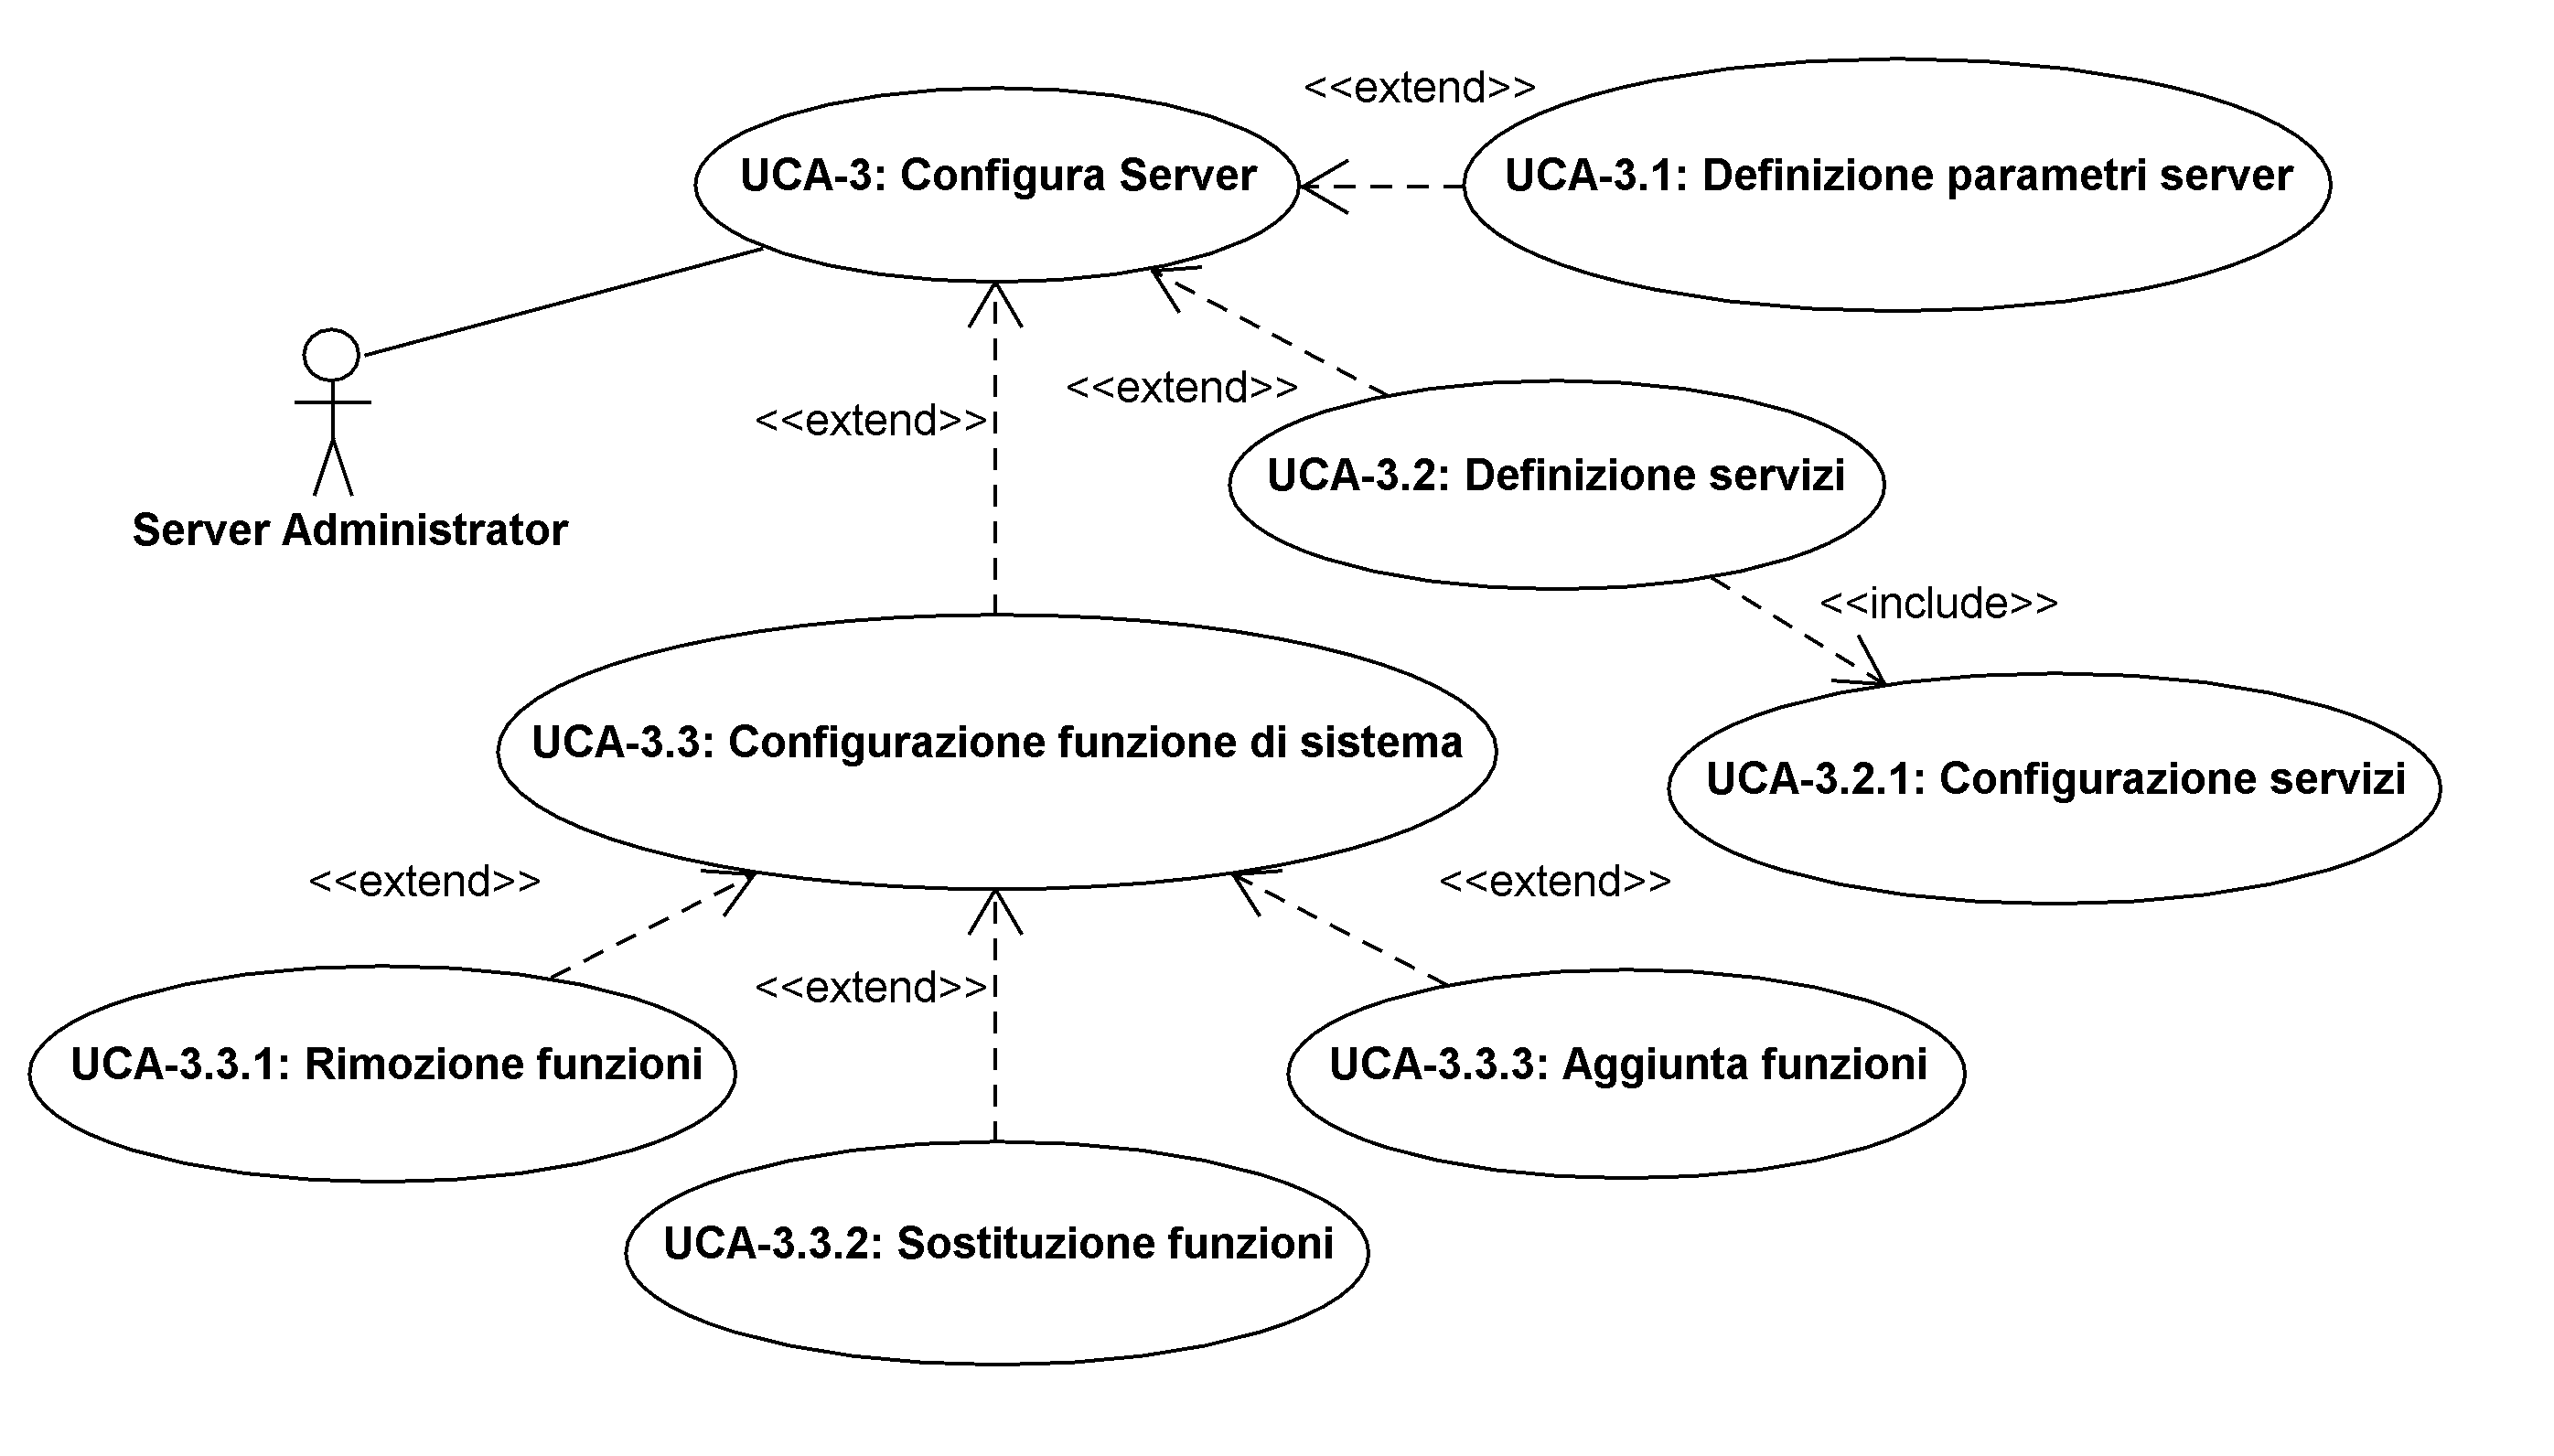 <<extend>>
UCA-3: Configura Server
UCA-3.1: Definizione parametri server
<<extend>>
<<extend>>
UCA-3.2: Definizione servizi
Server Administrator
<<include>>
UCA-3.3: Configurazione funzione di sistema
UCA-3.2.1: Configurazione servizi
<<extend>>
<<extend>>
<<extend>>
UCA-3.3.1: Rimozione funzioni
UCA-3.3.3: Aggiunta funzioni
UCA-3.3.2: Sostituzione funzioni